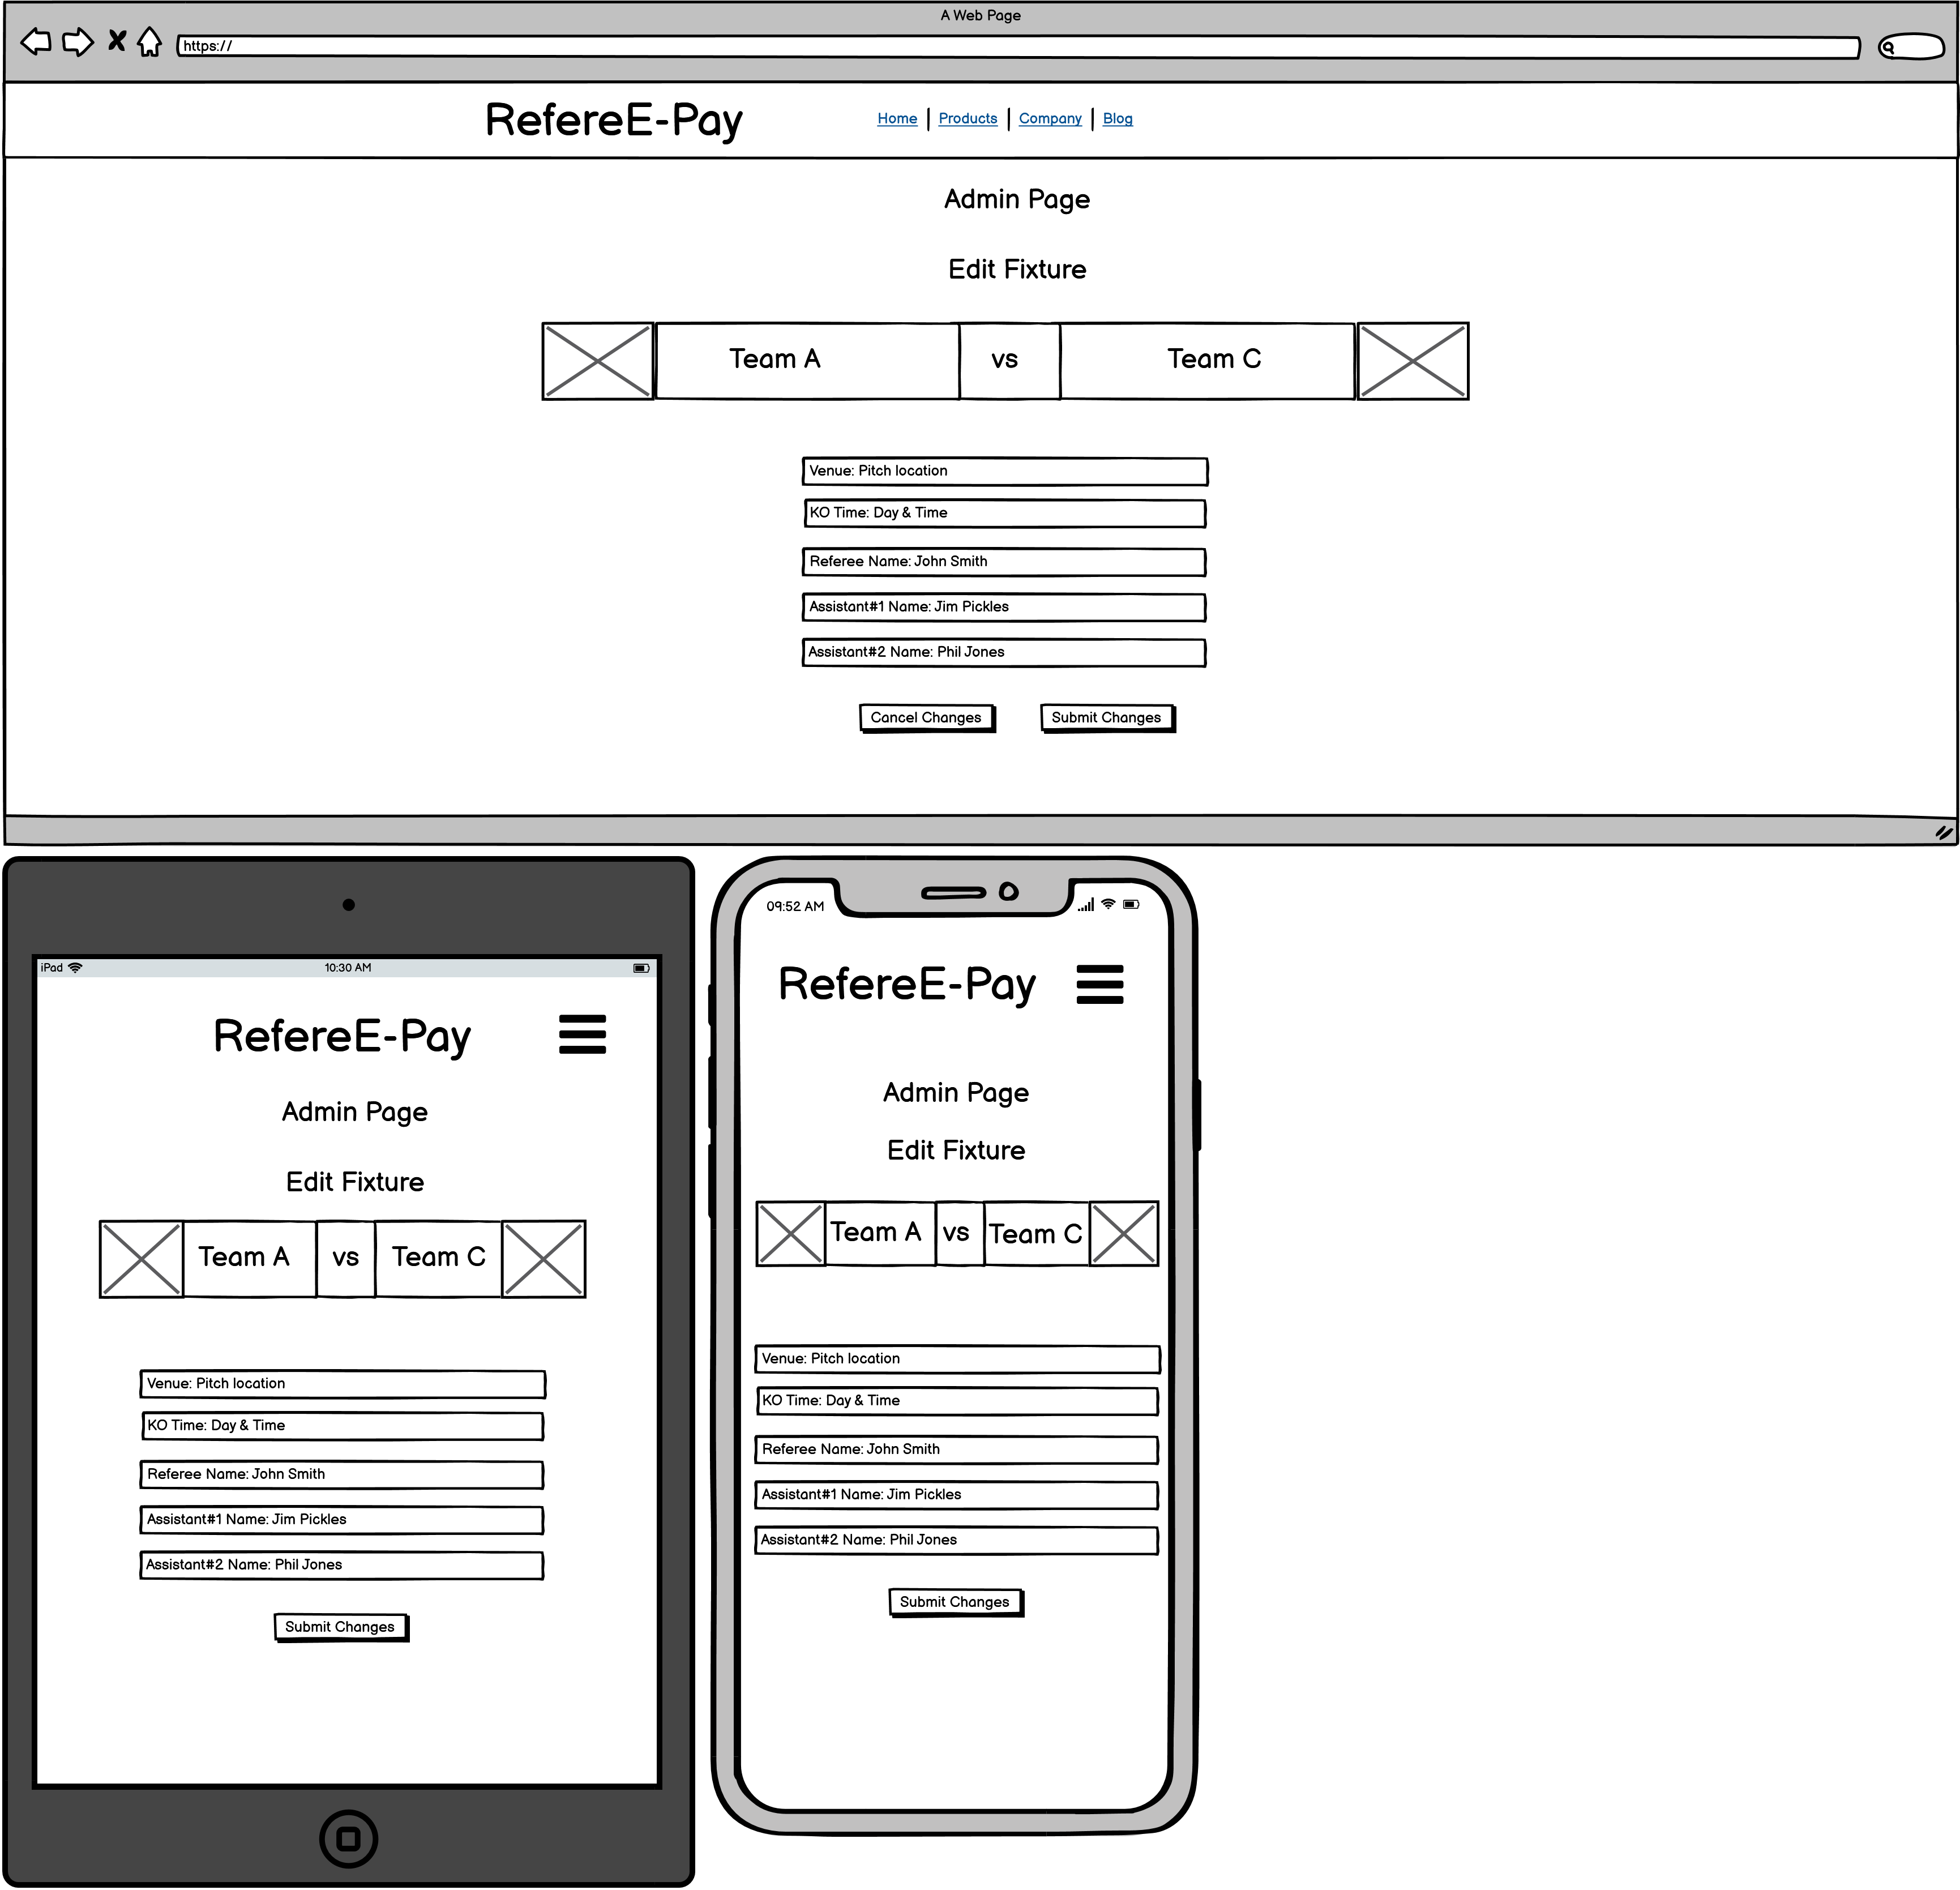 A Web Page
https://
RefereE-Pay
Home | Products | Company | Blog
Admin Page
Edit Fixture
Team A vs Team C
Venue: Pitch location
KO Time: Day & Time
Referee Name: John Smith
Assistant#1 Name: Jim Pickles
Assistant#2 Name: Phil Jones
Cancel Changes Submit Changes
iPad 10:30 AM
RefereE-Pay
Admin Page
Edit Fixture
Team A vs Team C
Venue: Pitch location
KO Time: Day & Time
Referee Name: John Smith
Assistant#1 Name: Jim Pickles
Assistant#2 Name: Phil Jones
Submit Changes
09:52 AM
RefereE-Pay
Admin Page
Edit Fixture
Team A vs Team C
Venue: Pitch location
KO Time: Day & Time
Referee Name: John Smith
Assistant#1 Name: Jim Pickles
Assistant#2 Name: Phil Jones
Submit Changes